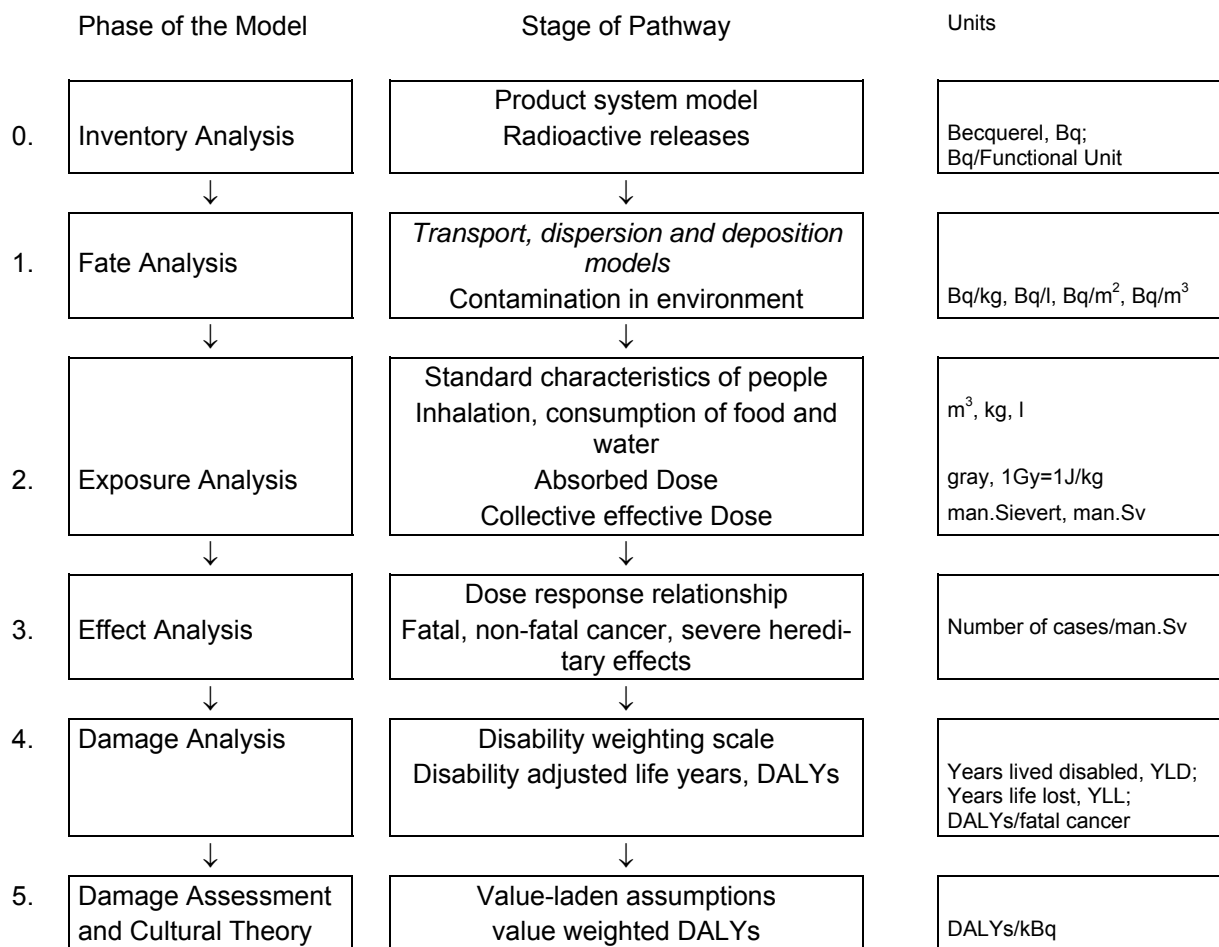 Phase of the Model
Stage of Pathway
Units
0.
Inventory Analysis
Product system model
Radioactive releases
Becquerel, Bq;
Bq/Functional Unit
↓
↓
1.
Fate Analysis
Transport, dispersion and deposition
models
Contamination in environment
Bq/kg, Bq/l, Bq/m², Bq/m³
↓
↓
2.
Exposure Analysis
Standard characteristics of people
Inhalation, consumption of food and
water
Absorbed Dose
Collective effective Dose
m³, kg, l
gray, 1Gy=1J/kg
man.Sievert, man.Sv
↓
↓
3.
Effect Analysis
Dose response relationship
Fatal, non-fatal cancer, severe heredi-
tary effects
Number of cases/man.Sv
↓
↓
4.
Damage Analysis
Disability weighting scale
Disability adjusted life years, DALYs
Years lived disabled, YLD;
Years life lost, YLL;
DALYs/fatal cancer
↓
↓
5.
Damage Assessment
and Cultural Theory
Value-laden assumptions
value weighted DALYs
DALYs/kBq